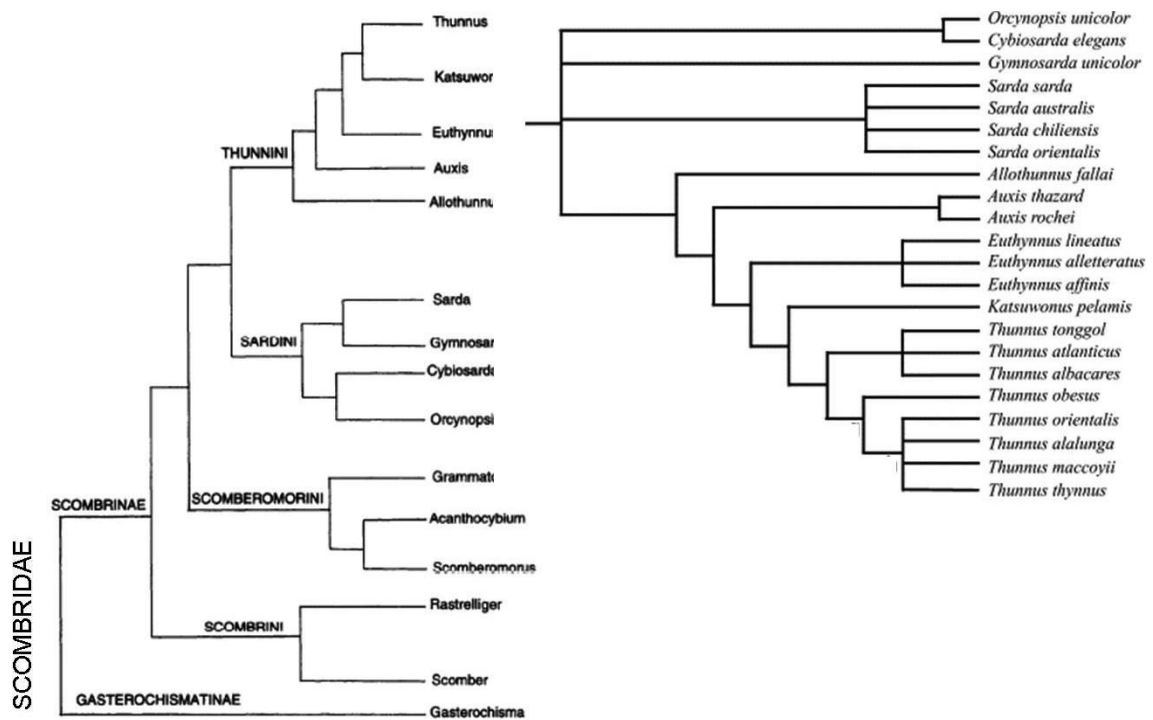 Thunnus
Katsuwor
Euthynnu
THUNNINI
Auxis
Allothunnu
Sarda
SARDINI
Gymnosar
Cybiosarda
Orcynopsi
Grammat
SCOMBEROMORINI
SCOMBRINAE
Acanthocybium
Scomberomorus
Rastrelliger
SCOMBRINI
Scomber
GASTEROCHISMATINAE
Gasterochisma
SCOMBRIDAE
Orcynopsis unicolor
Cybiosarda elegans
Gymnosarda unicolor
Sarda sarda
Sarda australis
Sarda chiliensis
Sarda orientalis
Allothunnus fallai
Auxis thazard
Auxis rochei
Euthynnus lineatus
Euthynnus alletteratus
Euthynnus affinis
Katsuwonus pelamis
Thunnus tonggol
Thunnus atlanticus
Thunnus albacares
Thunnus obesus
Thunnus orientalis
Thunnus alalunga
Thunnus maccoyii
Thunnus thynnus